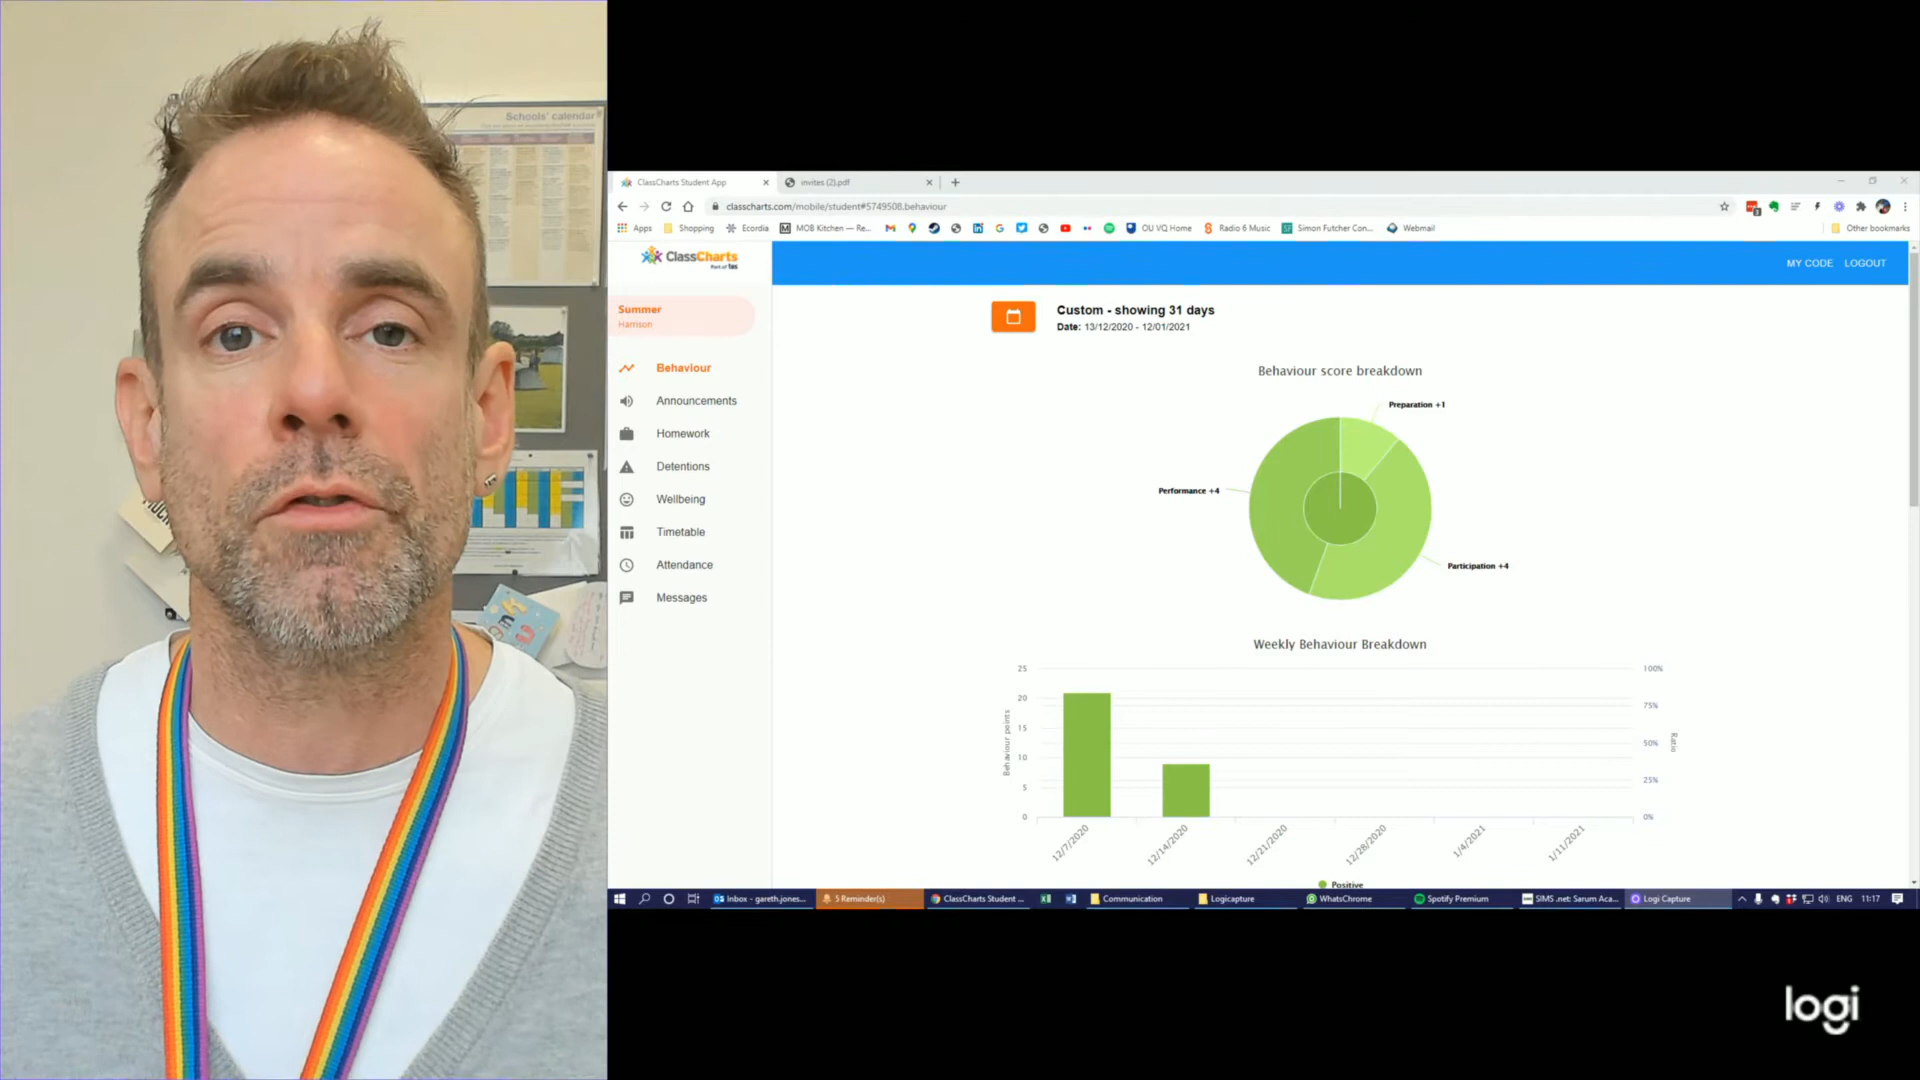 Schools' calendar
ClassCharts Student App
invites (2).pdf
classcharts.com/mobile/student#5749508.behaviour
Apps
Shopping
Ecordia
MOB Kitchen — Re...
OU VQ Home
Radio 6 Music
Simon Futcher Con...
Webmail
Other bookmarks
ClassCharts
Part of tes
MY CODE
LOGOUT
Summer
Harrison
Behaviour
Announcements
Homework
Detentions
Wellbeing
Timetable
Attendance
Messages
Custom - showing 31 days
Date: 13/12/2020 - 12/01/2021
Behaviour score breakdown
Preparation +1
Performance +4
Participation +4
Weekly Behaviour Breakdown
25
20
15
10
5
0
Behaviour points
100%
75%
50%
25%
0%
Ratio
12/7/2020
12/14/2020
12/21/2020
12/28/2020
1/4/2021
1/11/2021
Positive
Inbox - gareth.jones...
5 Reminder(s)
ClassCharts Student ...
Communication
Logicapture
WhatsChrome
Spotify Premium
SIMS .net: Sarum Aca...
Logi Capture
ENG
11:17
logi